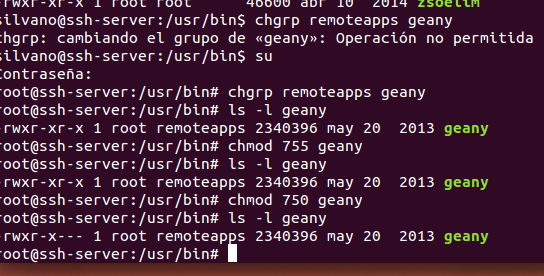 -rwxr-xr-x 1 root root 46600 abr 10 2014 zsoelim
silvano@ssh-server:/usr/bin$ chgrp remoteapps geany
chgrp: cambiando el grupo de «geany»: Operación no permitida
silvano@ssh-server:/usr/bin$ su
Contraseña:
root@ssh-server:/usr/bin# chgrp remoteapps geany
root@ssh-server:/usr/bin# ls -l geany
-rwxr-xr-x 1 root remoteapps 2340396 may 20 2013 geany
root@ssh-server:/usr/bin# chmod 755 geany
root@ssh-server:/usr/bin# ls -l geany
-rwxr-xr-x 1 root remoteapps 2340396 may 20 2013 geany
root@ssh-server:/usr/bin# chmod 750 geany
root@ssh-server:/usr/bin# ls -l geany
-rwxr-x--- 1 root remoteapps 2340396 may 20 2013 geany
root@ssh-server:/usr/bin#